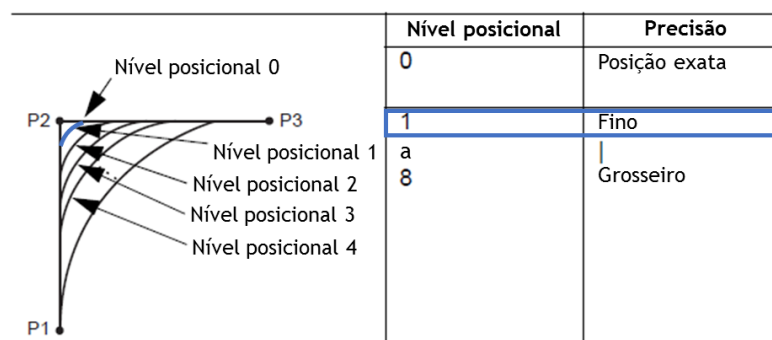 Nível posicional 0
P2
P3
Nível posicional 1
Nível posicional 2
Nível posicional 3
Nível posicional 4
P1
Nível posicional Precisão
0 Posição exata
1 Fino
a |
8 Grosseiro